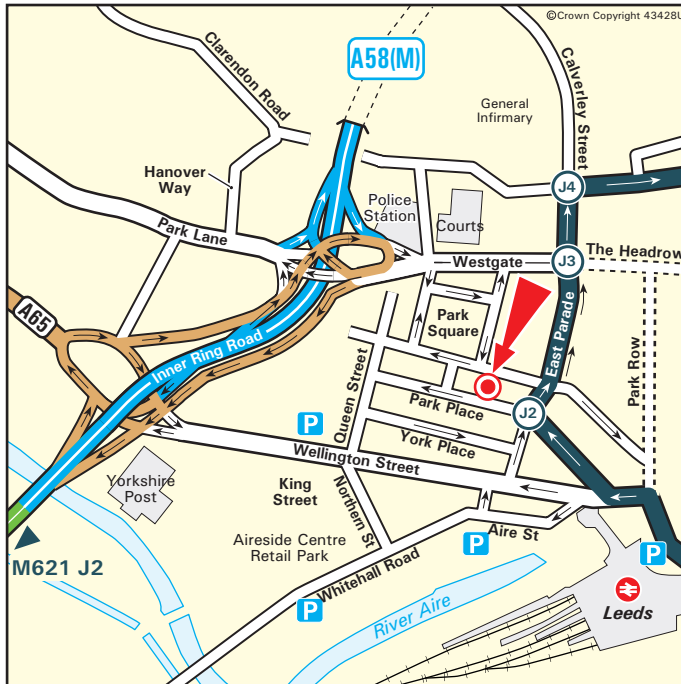 ©Crown Copyright 43428U
A58(M)
Clarendon Road
Calverley Street
General
Infirmary
Hanover
Way
J4
Police
Station
Courts
Park Lane
Westgate
J3
The Headrow
A65
Park
Square
Inner Ring Road
East Parade
Park Row
Queen Street
Park Place
J2
P
York Place
Wellington Street
Yorkshire
Post
King
Street
Northern St
Aireside Centre
Retail Park
Aire St
P
P
M621 J2
Whitehall Road
P
River Aire
Leeds